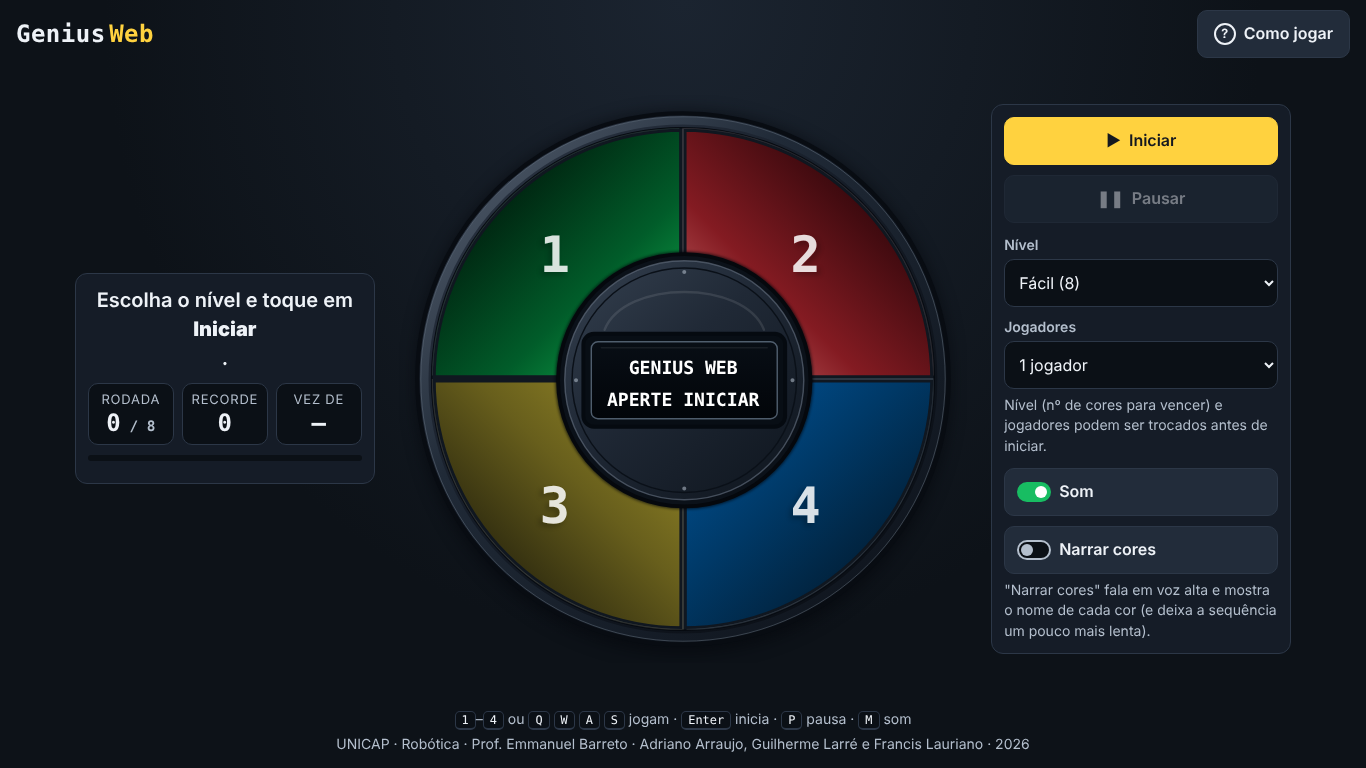 GeniusWeb
? Como jogar
Escolha o nível e toque em
Iniciar
.
RODADA
0 / 8
RECORDE
0
VEZ DE
—
1
2
3
4
GENIUS WEB
APERTE INICIAR
Iniciar
Pausar
Nível
Fácil (8)
Jogadores
1 jogador
Nível (nº de cores para vencer) e
jogadores podem ser trocados antes de
iniciar.
Som
Narrar cores
"Narrar cores" fala em voz alta e mostra
o nome de cada cor (e deixa a sequência
um pouco mais lenta).
1–4 ou Q W A S jogam · Enter inicia · P pausa · M som
UNICAP · Robótica · Prof. Emmanuel Barreto · Adriano Araujo, Guilherme Larré e Francis Lauriano · 2026